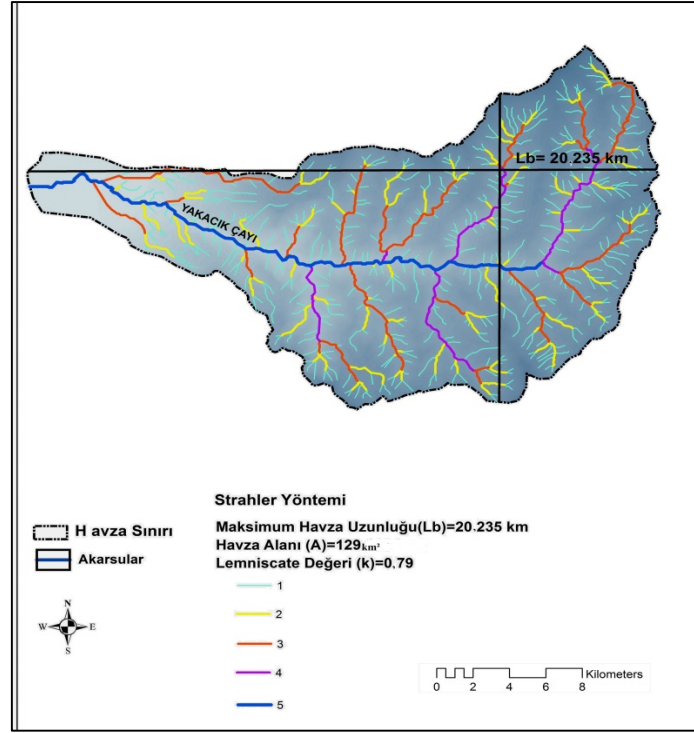 Lb= 20.235 km
YAKACIK ÇAYI
Strahler Yöntemi
H avza Sınırı
Akarsular
Maksimum Havza Uzunluğu(Lb)=20.235 km
Havza Alanı (A)=129km²
Lemniscate Değeri (k)=0,79
1
2
3
4
5
N
W E
S
Kilometers
0 2 4 6 8